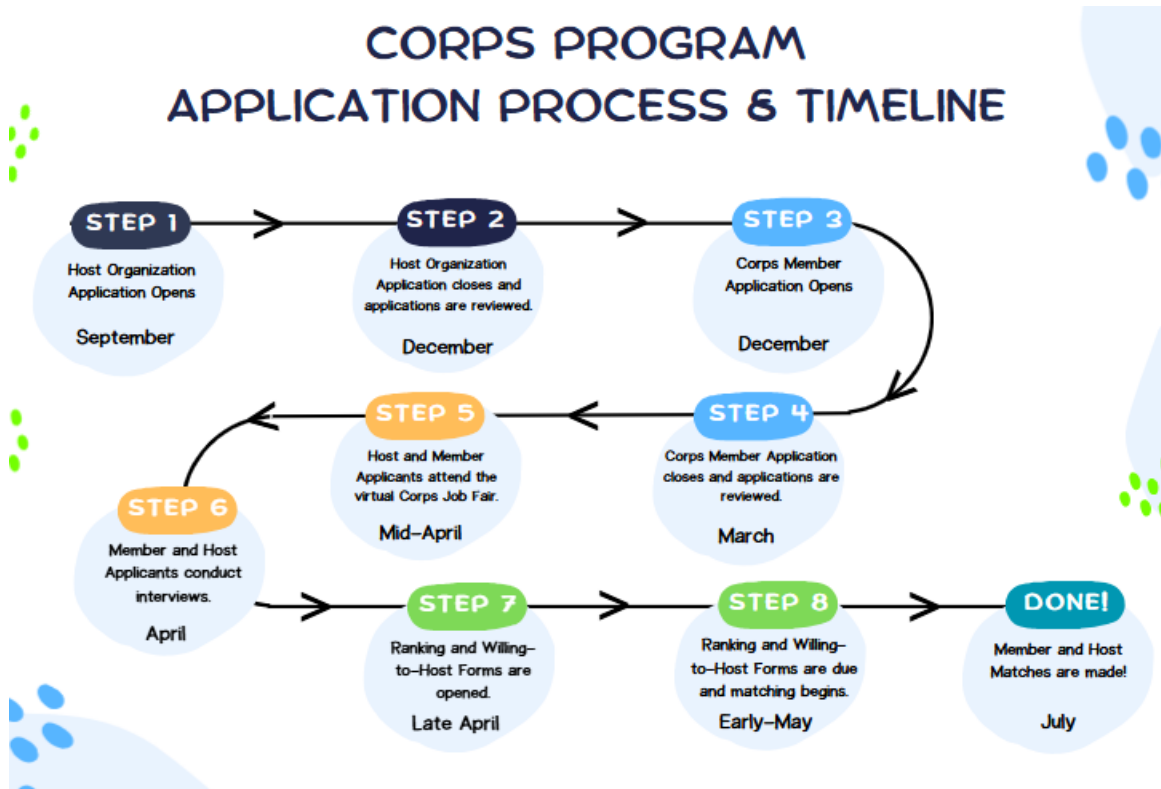 CORPS PROGRAM
APPLICATION PROCESS & TIMELINE
STEP 1
Host Organization
Application Opens
September
STEP 2
Host Organization
Application closes and
applications are reviewed.
December
STEP 3
Corps Member
Application Opens
December
STEP 4
Corps Member Application
closes and applications are
reviewed.
March
STEP 5
Host and Member
Applicants attend the
virtual Corps Job Fair.
Mid-April
STEP 6
Member and Host
Applicants conduct
interviews.
April
STEP 7
Ranking and Willing-
to-Host Forms are
opened.
Late April
STEP 8
Ranking and Willing-
to-Host Forms are due
and matching begins.
Early-May
DONE!
Member and Host
Matches are made!
July